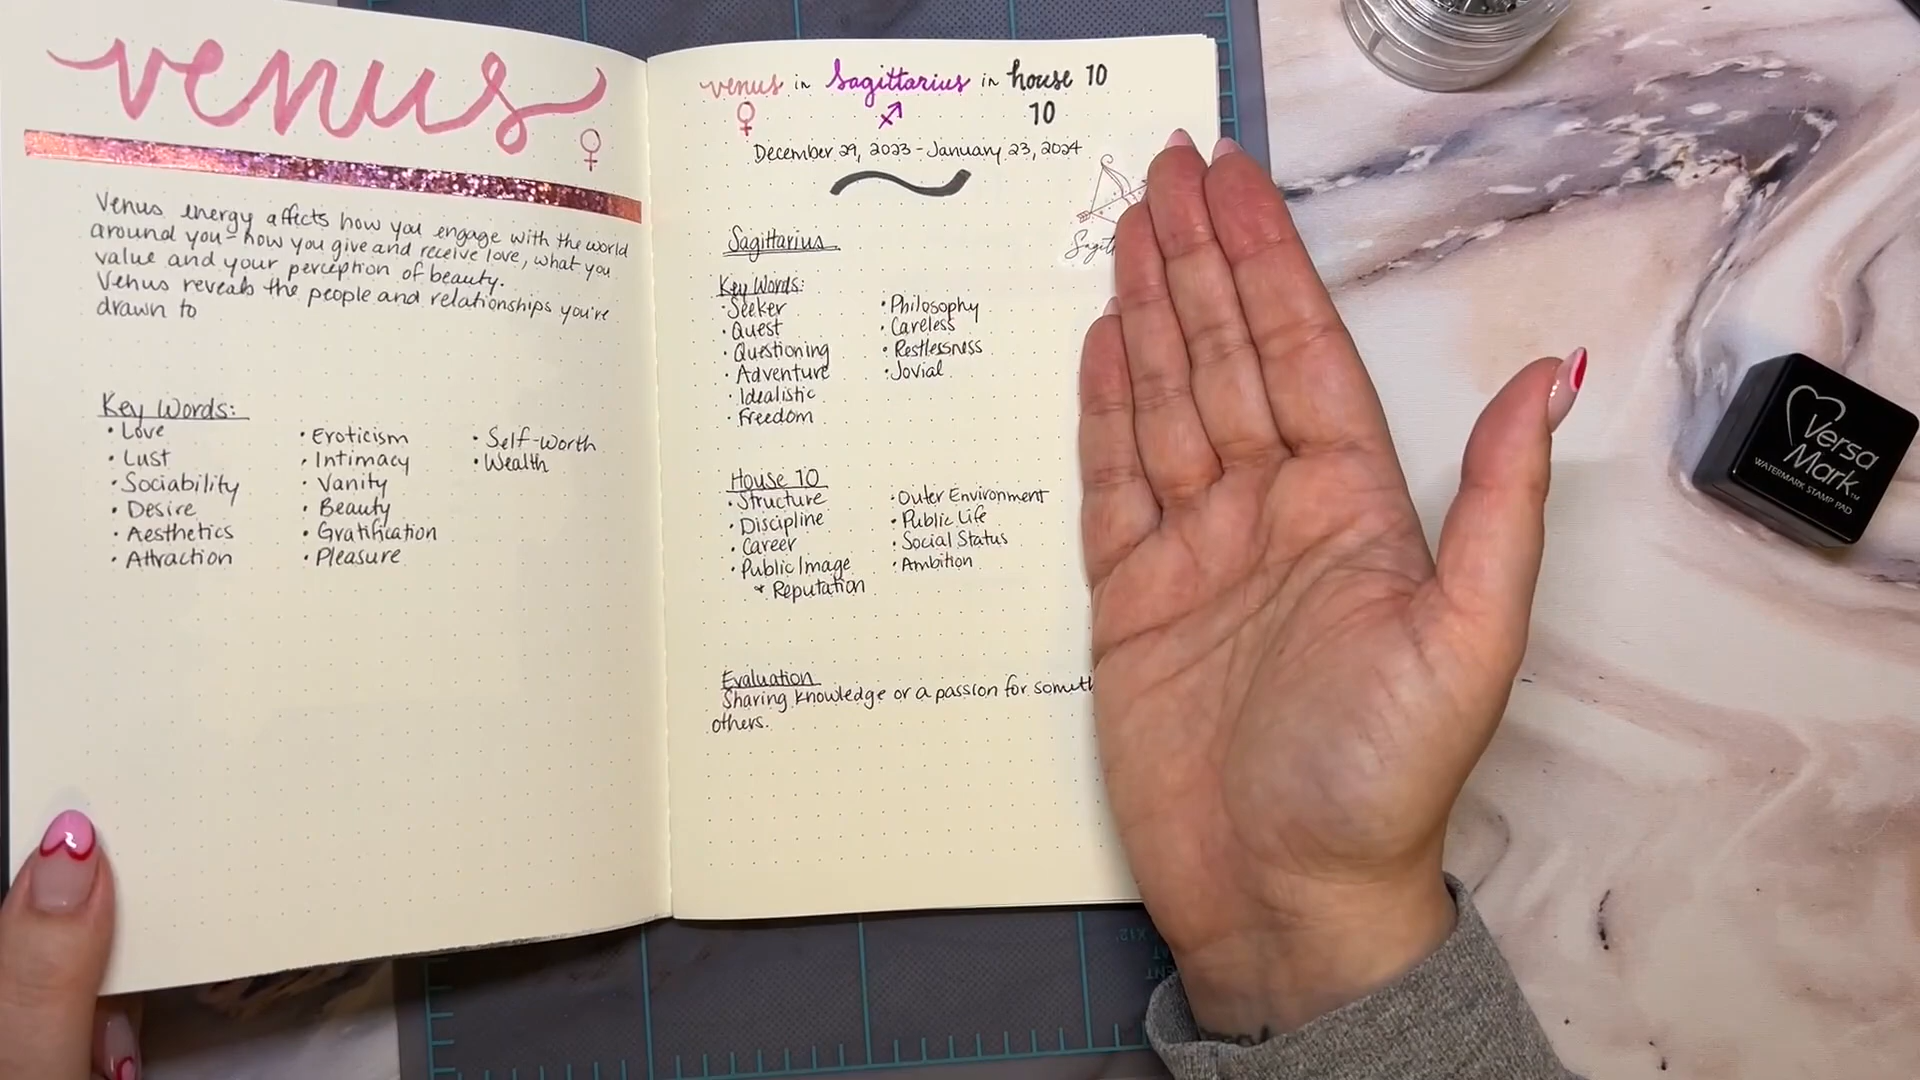 venus
♀
Venus energy affects how you engage with the world
around you - how you give and receive love, what you
value and your perception of beauty.
Venus reveals the people and relationships you're
drawn to
Key Words:
• Love
• Lust
• Sociability
• Desire
• Aesthetics
• Attraction
• Eroticism
• Intimacy
• Vanity
• Beauty
• Gratification
• Pleasure
• Self-Worth
• Wealth
venus in Sagittarius in house 10
♀ ♐ 10
December 29, 2023 - January 23, 2024
Sagittarius
Key Words:
• Seeker
• Quest
• Questioning
• Adventure
• Idealistic
• Freedom
• Philosophy
• Careless
• Restlessness
• Jovial
House 10
• Structure
• Discipline
• Career
• Public Image
* Reputation
• Outer Environment
• Public Life
• Social Status
• Ambition
Evaluation
Sharing knowledge or a passion for
others.
Versa
Mark™
WATERMARK STAMP PAD